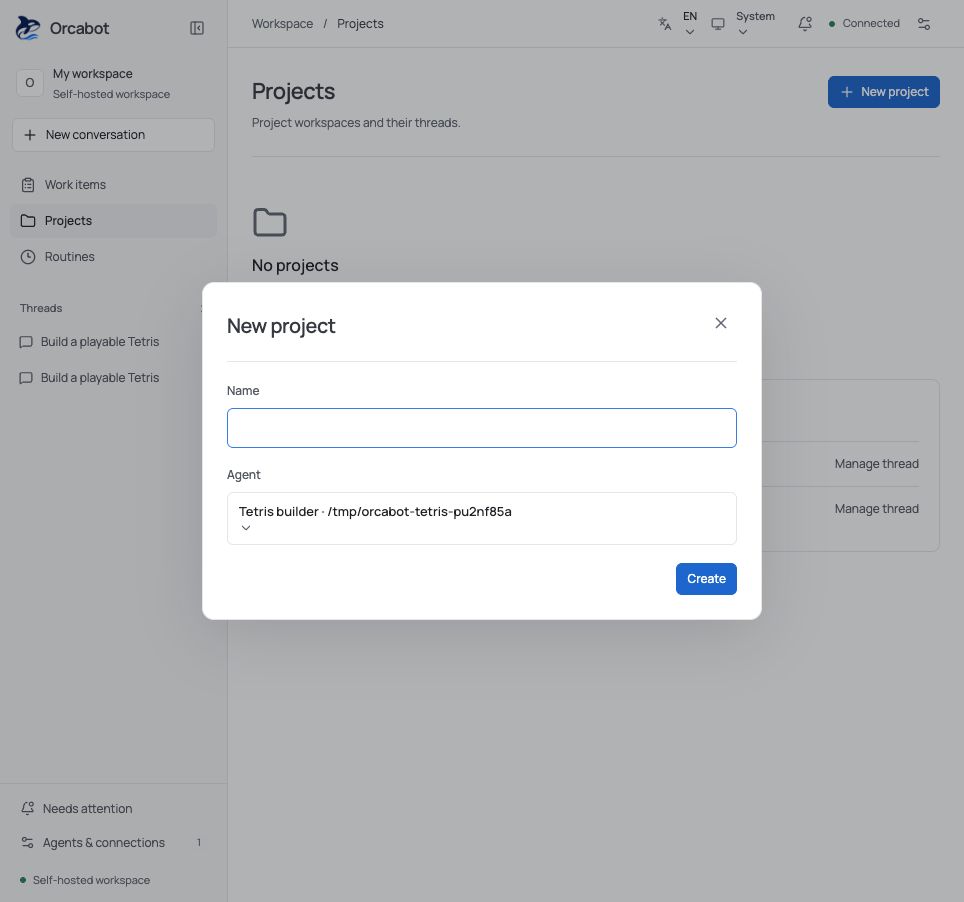 Orcabot
Workspace / Projects
EN
System
Connected
O
My workspace
Self-hosted workspace
New conversation
Work items
Projects
Routines
Threads
Build a playable Tetris
Build a playable Tetris
Projects
New project
Project workspaces and their threads.
No projects
Manage thread
Manage thread
New project
Name
Agent
Tetris builder · /tmp/orcabot-tetris-pu2nf85a
Create
Needs attention
Agents & connections 1
Self-hosted workspace